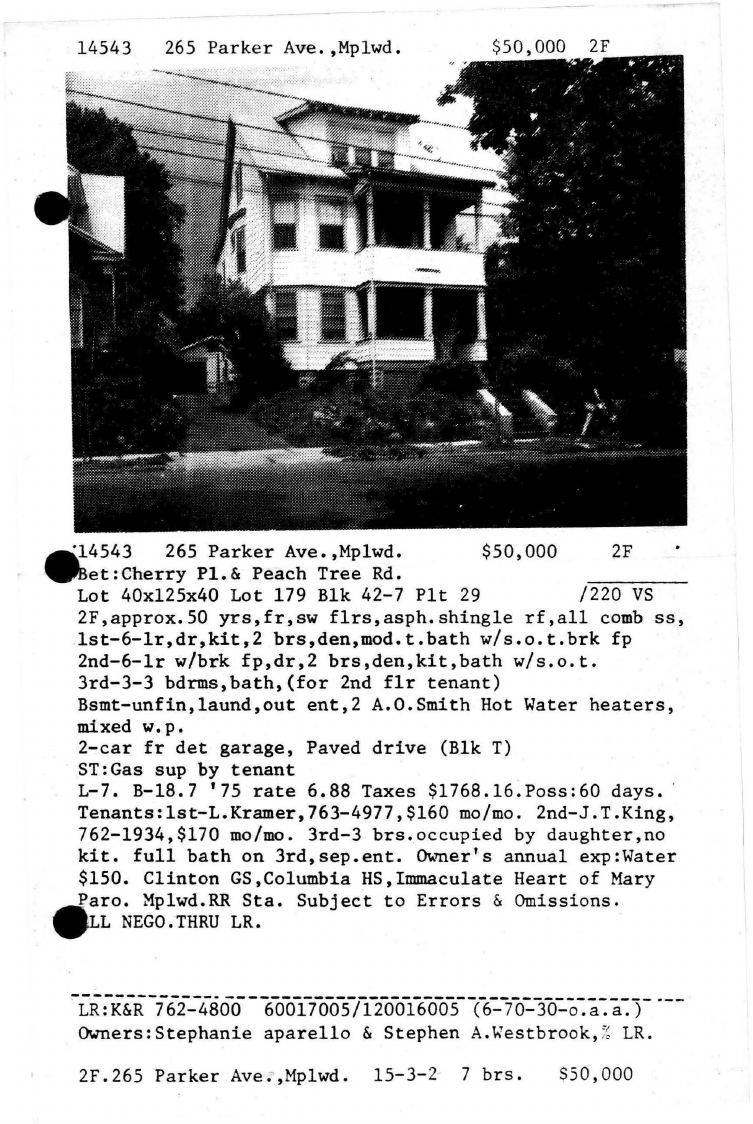 14543 265 Parker Ave.,Mplwd. $50,000 2F
14543 265 Parker Ave.,Mplwd. $50,000 2F
Bet:Cherry Pl.& Peach Tree Rd.
Lot 40x125x40 Lot 179 Blk 42-7 Plt 29 /220 VS
2F,approx.50 yrs,fr,sw flrs,asph.shingle rf,all comb ss,
1st-6-lr,dr,kit,2 brs,den,mod.t.bath w/s.o.t.brk fp
2nd-6-lr w/brk fp,dr,2 brs,den,kit,bath w/s.o.t.
3rd-3-3 bdrms,bath,(for 2nd flr tenant)
Bsmt-unfin,laund,out ent,2 A.O.Smith Hot Water heaters,
mixed w.p.
2-car fr det garage, Paved drive (Blk T)
ST:Gas sup by tenant
L-7. B-18.7 '75 rate 6.88 Taxes $1768.16.Poss:60 days.
Tenants:1st-L.Kramer,763-4977,$160 mo/mo. 2nd-J.T.King,
762-1934,$170 mo/mo. 3rd-3 brs.occupied by daughter,no
kit. full bath on 3rd,sep.ent. Owner's annual exp:Water
$150. Clinton GS,Columbia HS,Immaculate Heart of Mary
Paro. Mplwd.RR Sta. Subject to Errors & Omissions.
LL NEGO.THRU LR.
LR:K&R 762-4800 60017005/120016005 (6-70-30-o.a.a.)
Owners:Stephanie aparello & Stephen A.Westbrook,% LR.
2F.265 Parker Ave.,Mplwd. 15-3-2 7 brs. $50,000